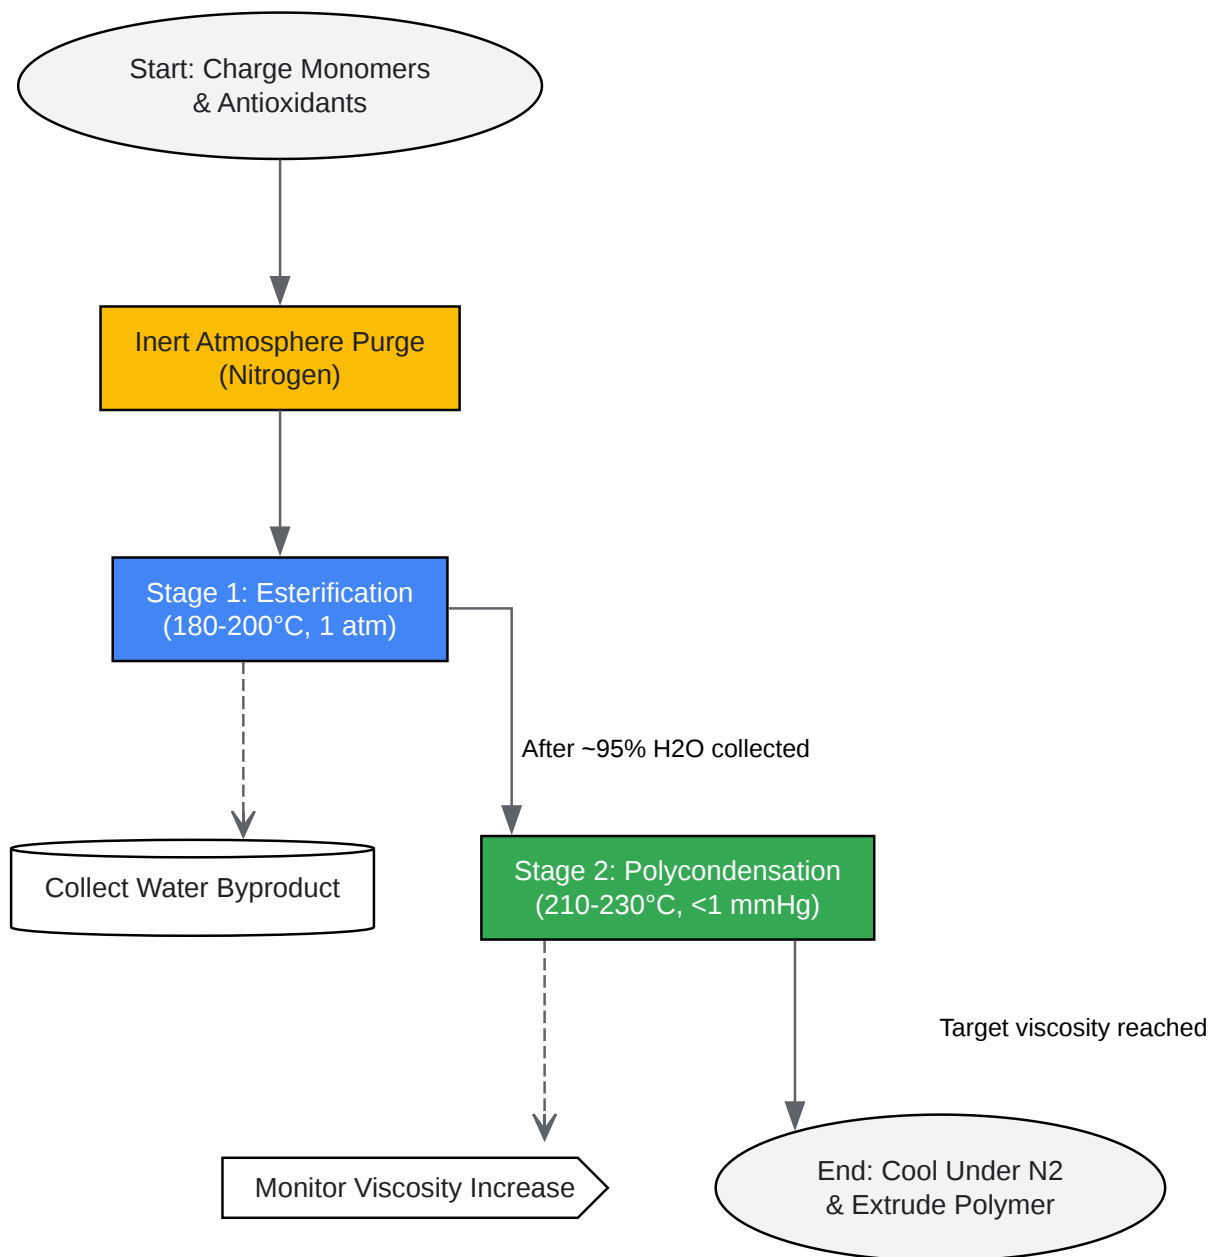 Start: Charge Monomers
& Antioxidants
Inert Atmosphere Purge
(Nitrogen)
Stage 1: Esterification
(180-200°C, 1 atm)
After ~95% H2O collected
Collect Water Byproduct
Stage 2: Polycondensation
(210-230°C, <1 mmHg)
Target viscosity reached
Monitor Viscosity Increase
End: Cool Under N2
& Extrude Polymer